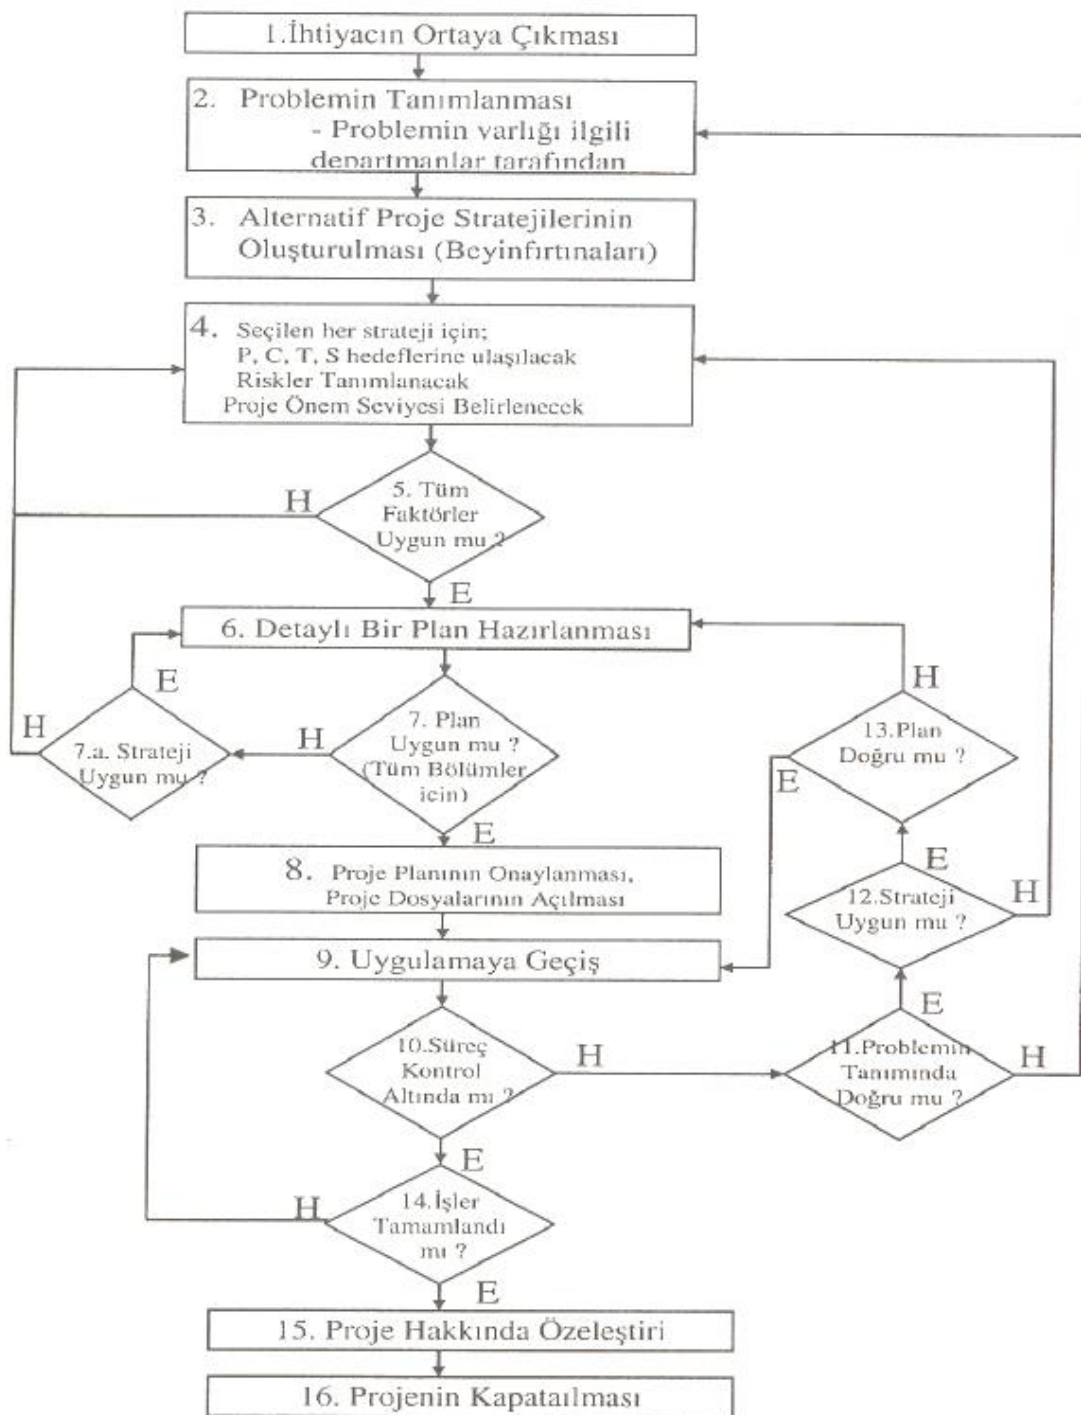 1.İhtiyacın Ortaya Çıkması
2. Problemin Tanımlanması
- Problemin varlığı ilgili
departmanlar tarafından
3. Alternatif Proje Stratejilerinin
Oluşturulması (Beyinfırtınaları)
4. Seçilen her strateji için;
P, C, T, S hedeflerine ulaşılacak
Riskler Tanımlanacak
Proje Önem Seviyesi Belirlenecek
H
5. Tüm
Faktörler
Uygun mu ?
E
6. Detaylı Bir Plan Hazırlanması
E
H
7.a. Strateji
Uygun mu ?
H
7. Plan
Uygun mu ?
(Tüm Bölümler
için)
E
H
13.Plan
Doğru mu ?
E
8. Proje Planının Onaylanması,
Proje Dosyalarının Açılması
E
12.Strateji
Uygun mu ?
H
9. Uygulamaya Geçiş
E
10.Süreç
Kontrol
Altında mı ?
H
11.Problemin
Tanımında
Doğru mu ?
H
E
H
14.İşler
Tamamlandı
mı ?
E
15. Proje Hakkında Özeleştiri
16. Projenin Kapataılması